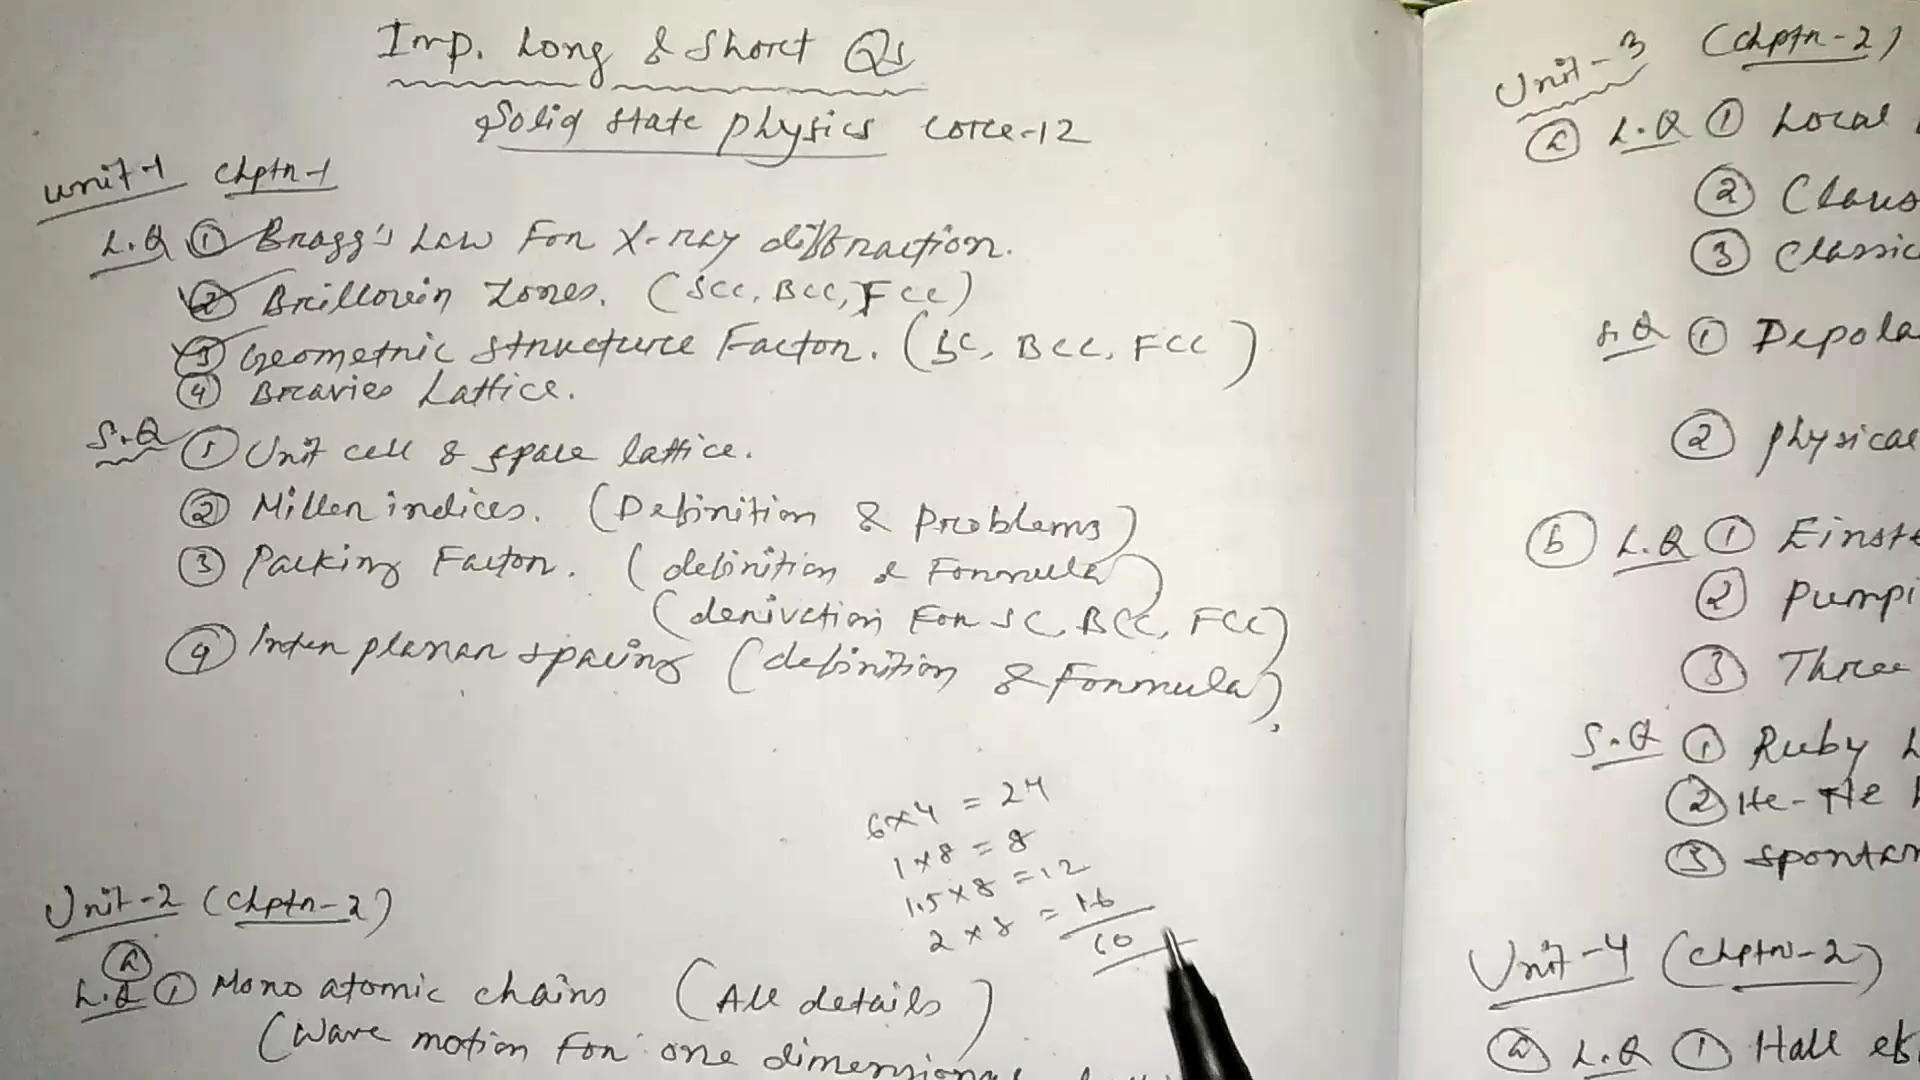 Imp. Long & Short Qs
Solid state physics Core-12
Unit-1 Chptr-1
L.Q ① Bragg's Law For X-ray diffraction.
② Brillouin Zones. (SCC, BCC, FCC)
③ Geometric structure Factor. (SC, BCC, FCC)
④ Bravies Lattice.
S.Q ① Unit cell & space lattice.
② Miller indices. (Definition & Problems)
③ Packing Factor. (definition & Formula)
(derivation For SC, BCC, FCC)
④ Inter planar spacing (definition & Formula).
6×4 = 24
1×8 = 8
1.5×8 = 12
2×8 = 16
60
Unit-2 (Chptr-2)
ⓐ
L.Q ① Mono atomic chains (All details)
(Wave motion For one dimensional
Unit-3 (Chptr-2)
ⓐ L.Q ① Local
②
③ Classic
S.Q ① Depola
② physical
ⓑ L.Q ① Einste
② Pumpi
③ Three
S.Q ① Ruby L
② He-Ne
③ Spontan
Unit-4 (Chptr-2)
ⓐ L.Q ① Hall eff